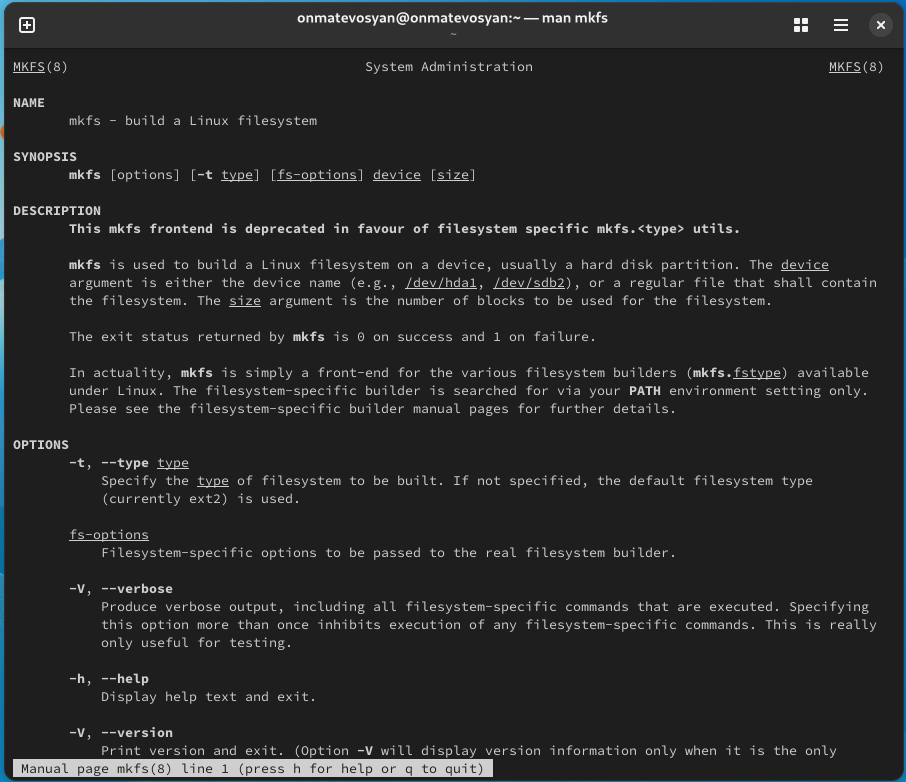 onmatevosyan@onmatevosyan:~ — man mkfs
~
MKFS(8) System Administration MKFS(8)
NAME
mkfs - build a Linux filesystem
SYNOPSIS
mkfs [options] [-t type] [fs-options] device [size]
DESCRIPTION
This mkfs frontend is deprecated in favour of filesystem specific mkfs.<type> utils.
mkfs is used to build a Linux filesystem on a device, usually a hard disk partition. The device
argument is either the device name (e.g., /dev/hda1, /dev/sdb2), or a regular file that shall contain
the filesystem. The size argument is the number of blocks to be used for the filesystem.
The exit status returned by mkfs is 0 on success and 1 on failure.
In actuality, mkfs is simply a front-end for the various filesystem builders (mkfs.fstype) available
under Linux. The filesystem-specific builder is searched for via your PATH environment setting only.
Please see the filesystem-specific builder manual pages for further details.
OPTIONS
-t, --type type
Specify the type of filesystem to be built. If not specified, the default filesystem type
(currently ext2) is used.
fs-options
Filesystem-specific options to be passed to the real filesystem builder.
-V, --verbose
Produce verbose output, including all filesystem-specific commands that are executed. Specifying
this option more than once inhibits execution of any filesystem-specific commands. This is really
only useful for testing.
-h, --help
Display help text and exit.
-V, --version
Print version and exit. (Option -V will display version information only when it is the only
Manual page mkfs(8) line 1 (press h for help or q to quit)